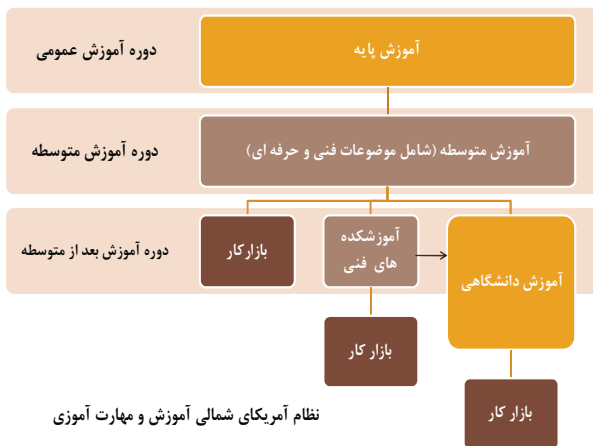 دوره آموزش عمومی
آموزش پایه
دوره آموزش متوسطه
آموزش متوسطه (شامل موضوعات فنی و حرفه ای)
دوره آموزش بعد از متوسطه
بازارکار
آموزشکده
های فنی
آموزش دانشگاهی
بازار کار
بازار کار
نظام آمریکای شمالی آموزش و مهارت آموزی